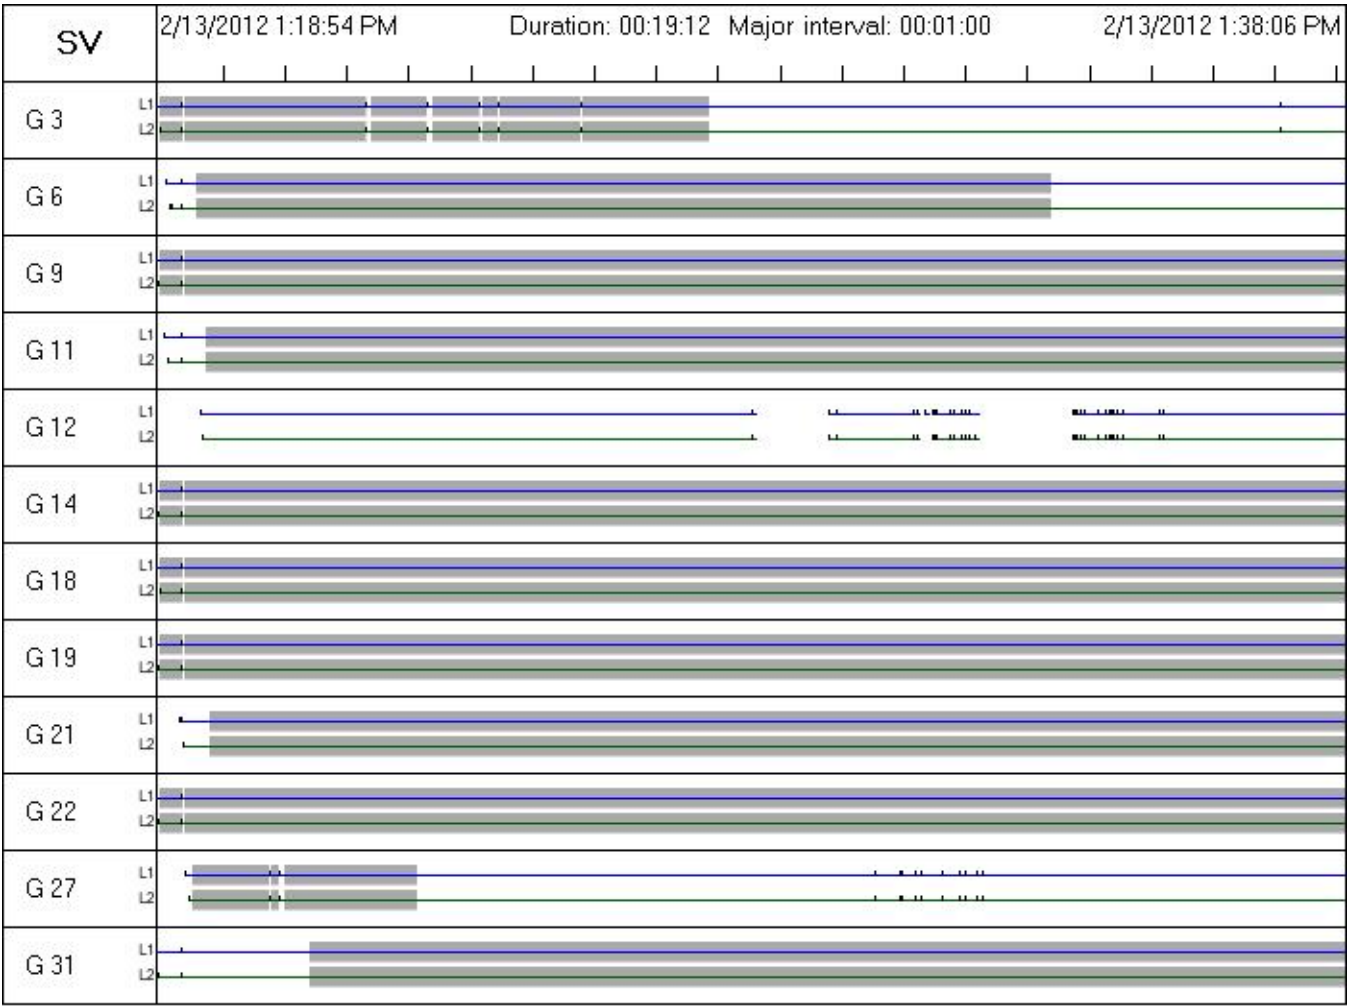 SV 2/13/2012 1:18:54 PM Duration: 00:19:12 Major interval: 00:01:00 2/13/2012 1:38:06 PM
G 3 L1
L2
G 6 L1
L2
G 9 L1
L2
G 11 L1
L2
G 12 L1
L2
G 14 L1
L2
G 18 L1
L2
G 19 L1
L2
G 21 L1
L2
G 22 L1
L2
G 27 L1
L2
G 31 L1
L2